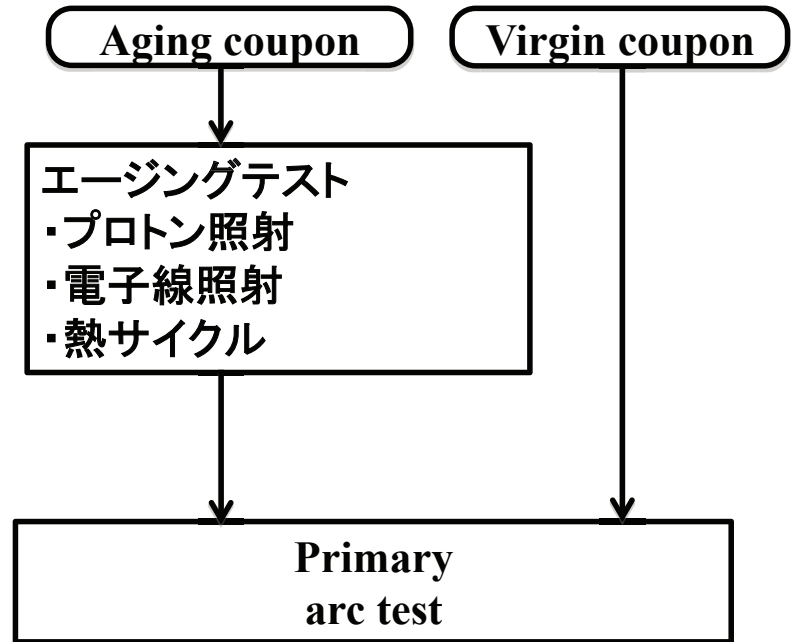 Aging coupon
Virgin coupon
エージングテスト
・プロトン照射
・電子線照射
・熱サイクル
Primary
arc test